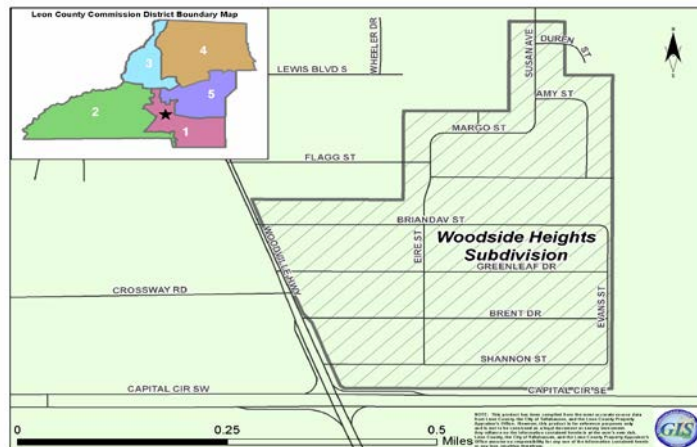 Leon County Commission District Boundary Map
4
3
5
2
1
WHEELER DR
SUSAN AVE
DUREN ST
LEWIS BLVD S
AMY ST
MARGO ST
FLAGG ST
BRIANDAV ST
WOODVILLE HWY
EIRE ST
Woodside Heights
Subdivision
GREENLEAF DR
CROSSWAY RD
EVANS ST
BRENT DR
SHANNON ST
CAPITAL CIR SW
CAPITAL CIR SE
0
0.25
0.5
Miles
GIS